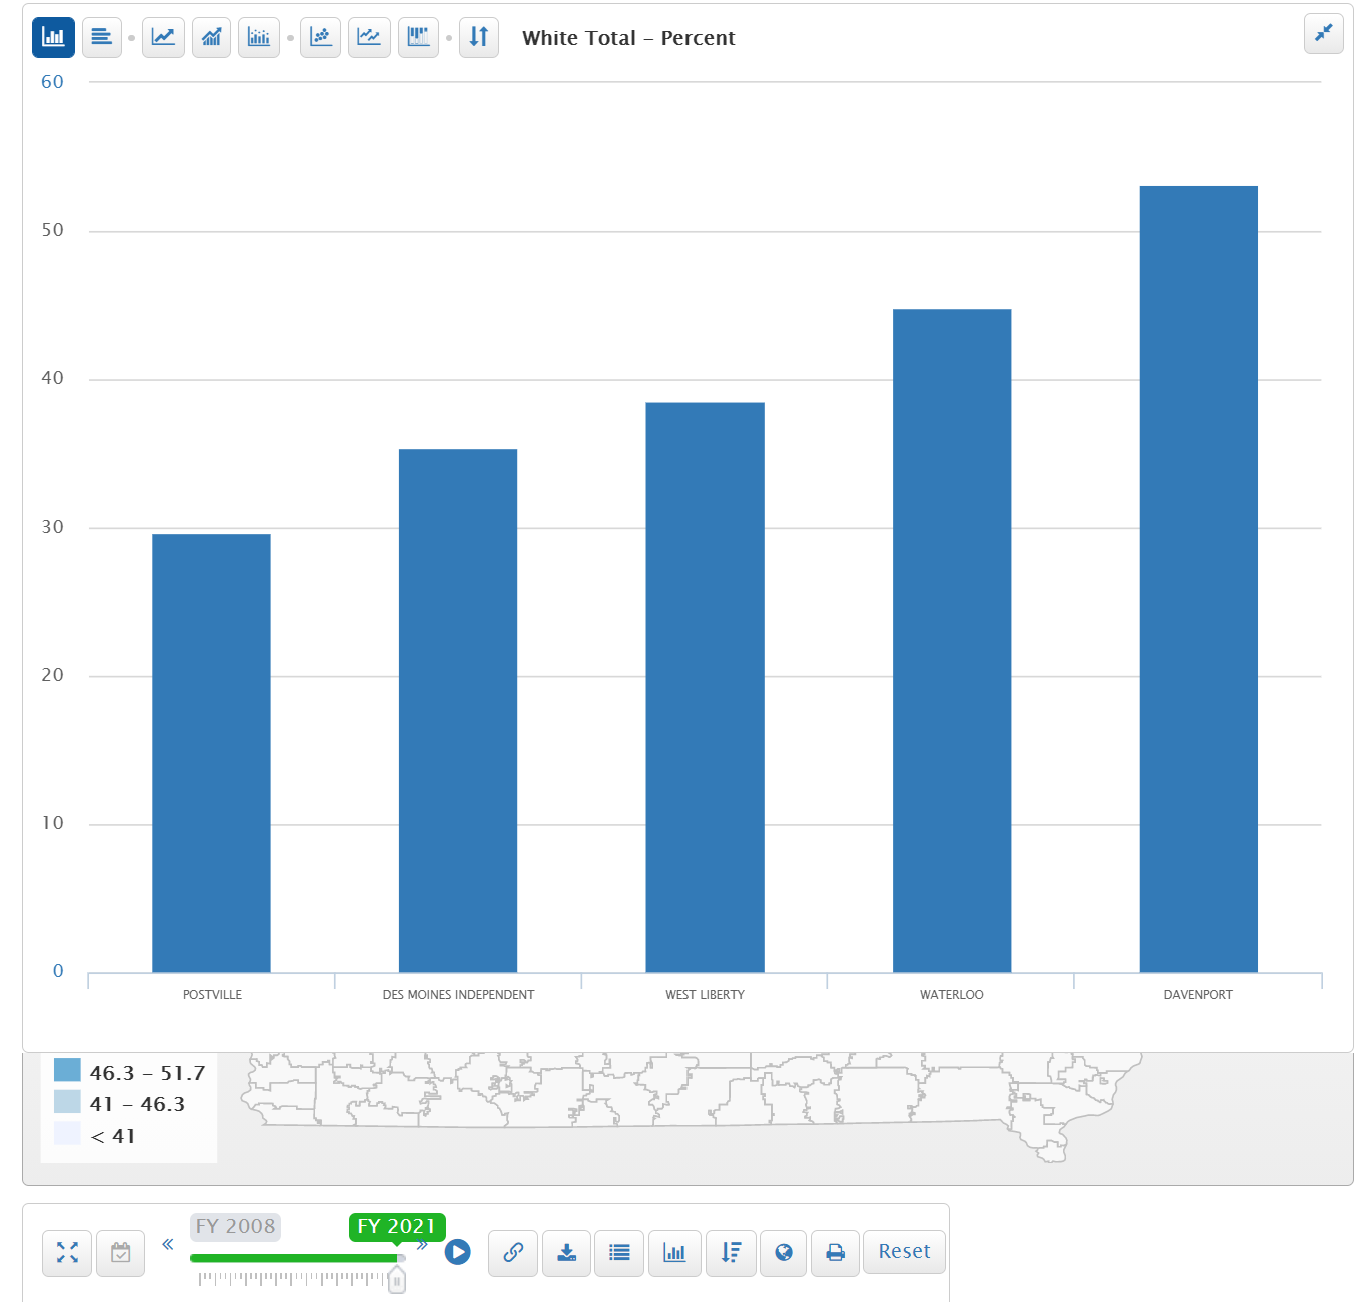 White Total – Percent
60
50
40
30
20
10
0
POSTVILLE DES MOINES INDEPENDENT WEST LIBERTY WATERLOO DAVENPORT
46.3 – 51.7
41 – 46.3
< 41
FY 2008 FY 2021
« » Reset